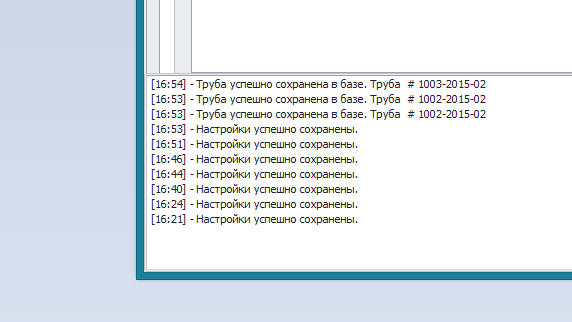 [16:54] - Труба успешно сохранена в базе. Труба # 1003-2015-02
[16:53] - Труба успешно сохранена в базе. Труба # 1002-2015-02
[16:53] - Труба успешно сохранена в базе. Труба # 1002-2015-02
[16:53] - Настройки успешно сохранены.
[16:51] - Настройки успешно сохранены.
[16:46] - Настройки успешно сохранены.
[16:44] - Настройки успешно сохранены.
[16:40] - Настройки успешно сохранены.
[16:24] - Настройки успешно сохранены.
[16:21] - Настройки успешно сохранены.